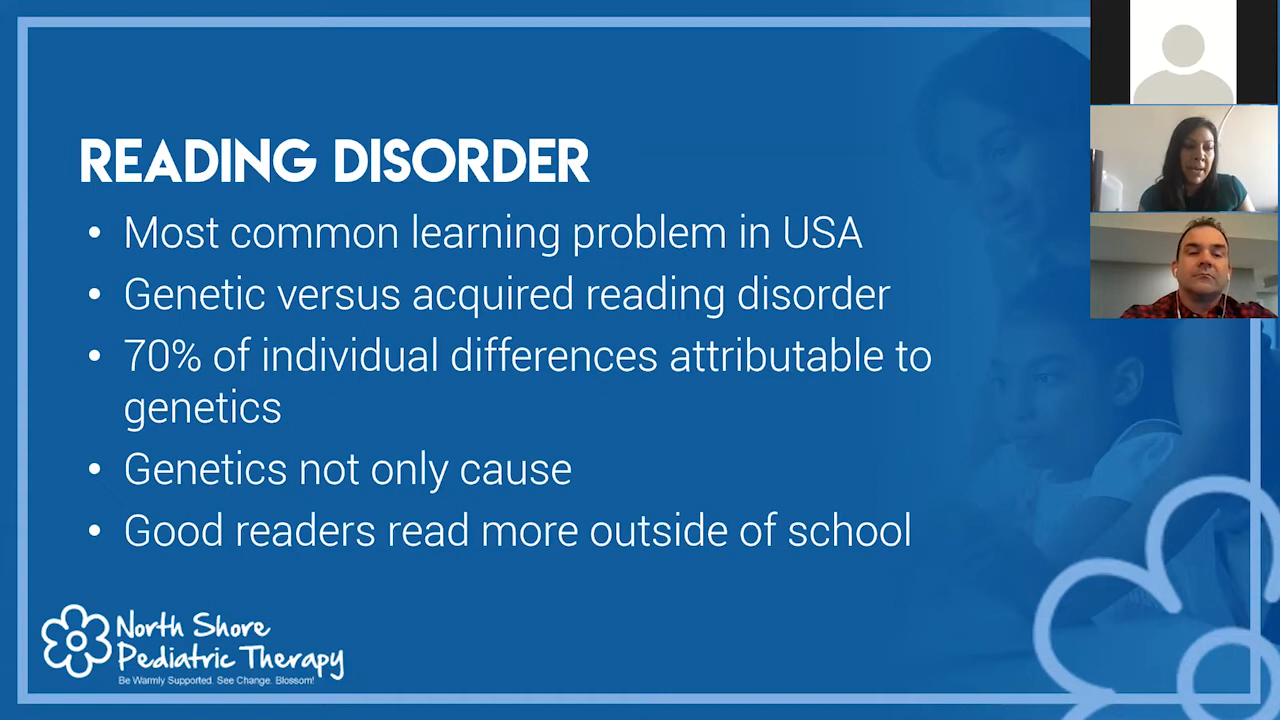 READING DISORDER
• Most common learning problem in USA
• Genetic versus acquired reading disorder
• 70% of individual differences attributable to
genetics
• Genetics not only cause
• Good readers read more outside of school
North Shore
Pediatric Therapy
Be Warmly Supported. See Change. Blossom!